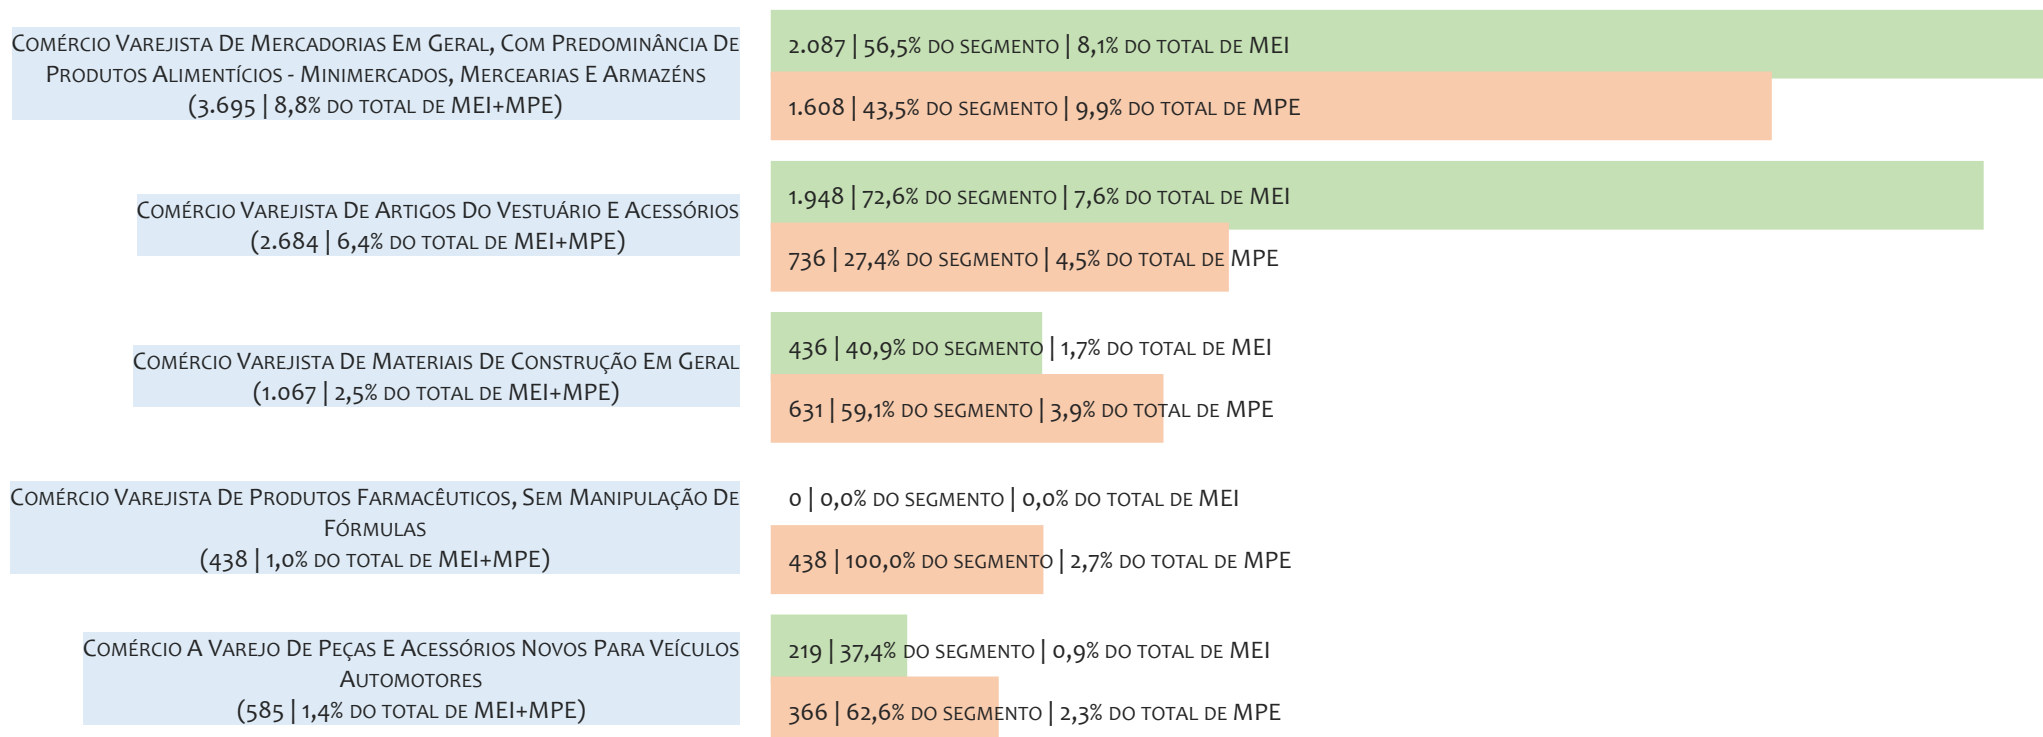 Comércio Varejista De Mercadorias Em Geral, Com Predominância De
Produtos Alimentícios - Minimercados, Mercearias E Armazéns
(3.695 | 8,8% do total de MEI+MPE)
2.087 | 56,5% do segmento | 8,1% do total de MEI
1.608 | 43,5% do segmento | 9,9% do total de MPE
Comércio Varejista De Artigos Do Vestuário E Acessórios
(2.684 | 6,4% do total de MEI+MPE)
1.948 | 72,6% do segmento | 7,6% do total de MEI
736 | 27,4% do segmento | 4,5% do total de MPE
Comércio Varejista De Materiais De Construção Em Geral
(1.067 | 2,5% do total de MEI+MPE)
436 | 40,9% do segmento | 1,7% do total de MEI
631 | 59,1% do segmento | 3,9% do total de MPE
Comércio Varejista De Produtos Farmacêuticos, Sem Manipulação De
Fórmulas
(438 | 1,0% do total de MEI+MPE)
0 | 0,0% do segmento | 0,0% do total de MEI
438 | 100,0% do segmento | 2,7% do total de MPE
Comércio A Varejo De Peças E Acessórios Novos Para Veículos
Automotores
(585 | 1,4% do total de MEI+MPE)
219 | 37,4% do segmento | 0,9% do total de MEI
366 | 62,6% do segmento | 2,3% do total de MPE